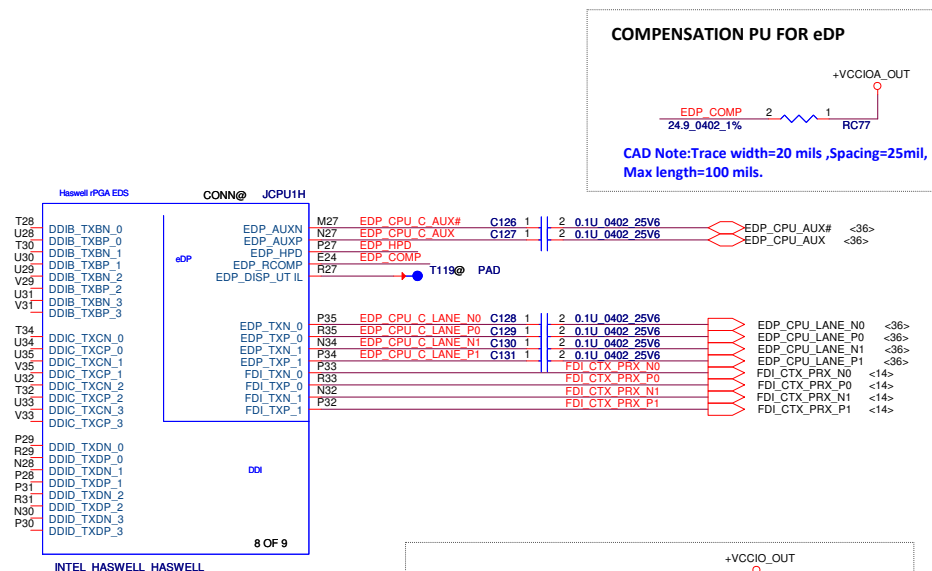 COMPENSATION PU FOR eDP
+VCCIOA_OUT
EDP_COMP 2 1
24.9_0402_1% RC77
CAD Note:Trace width=20 mils ,Spacing=25mil,
Max length=100 mils.
Haswell rPGA EDS CONN@ JCPU1H
T28 DDIB_TXBN_0
U28 DDIB_TXBP_0
T30 DDIB_TXBN_1
U30 DDIB_TXBP_1
U29 DDIB_TXBN_2
V29 DDIB_TXBP_2
U31 DDIB_TXBN_3
V31 DDIB_TXBP_3
T34 DDIC_TXCN_0
U34 DDIC_TXCP_0
U35 DDIC_TXCN_1
V35 DDIC_TXCP_1
U32 DDIC_TXCN_2
T32 DDIC_TXCP_2
U33 DDIC_TXCN_3
V33 DDIC_TXCP_3
P29 DDID_TXDN_0
R29 DDID_TXDP_0
N28 DDID_TXDN_1
P28 DDID_TXDP_1
P31 DDID_TXDN_2
R31 DDID_TXDP_2
N30 DDID_TXDN_3
P30 DDID_TXDP_3
eDP
DDI
EDP_AUXN M27 EDP_CPU_C_AUX# C126 1 2 0.1U_0402_25V6 EDP_CPU_AUX# <36>
EDP_AUXP N27 EDP_CPU_C_AUX C127 1 2 0.1U_0402_25V6 EDP_CPU_AUX <36>
EDP_HPD P27 EDP_HPD
EDP_RCOMP E24 EDP_COMP
EDP_DISP_UT IL R27 T119@ PAD
EDP_TXN_0 P35 EDP_CPU_C_LANE_N0 C128 1 2 0.1U_0402_25V6 EDP_CPU_LANE_N0 <36>
EDP_TXP_0 R35 EDP_CPU_C_LANE_P0 C129 1 2 0.1U_0402_25V6 EDP_CPU_LANE_P0 <36>
EDP_TXN_1 N34 EDP_CPU_C_LANE_N1 C130 1 2 0.1U_0402_25V6 EDP_CPU_LANE_N1 <36>
EDP_TXP_1 P34 EDP_CPU_C_LANE_P1 C131 1 2 0.1U_0402_25V6 EDP_CPU_LANE_P1 <36>
FDI_TXN_0 P33 FDI_CTX_PRX_N0 FDI_CTX_PRX_N0 <14>
FDI_TXP_0 R33 FDI_CTX_PRX_P0 FDI_CTX_PRX_P0 <14>
FDI_TXN_1 N32 FDI_CTX_PRX_N1 FDI_CTX_PRX_N1 <14>
FDI_TXP_1 P32 FDI_CTX_PRX_P1 FDI_CTX_PRX_P1 <14>
8 OF 9
INTEL_HASWELL_HASWELL
+VCCIO_OUT